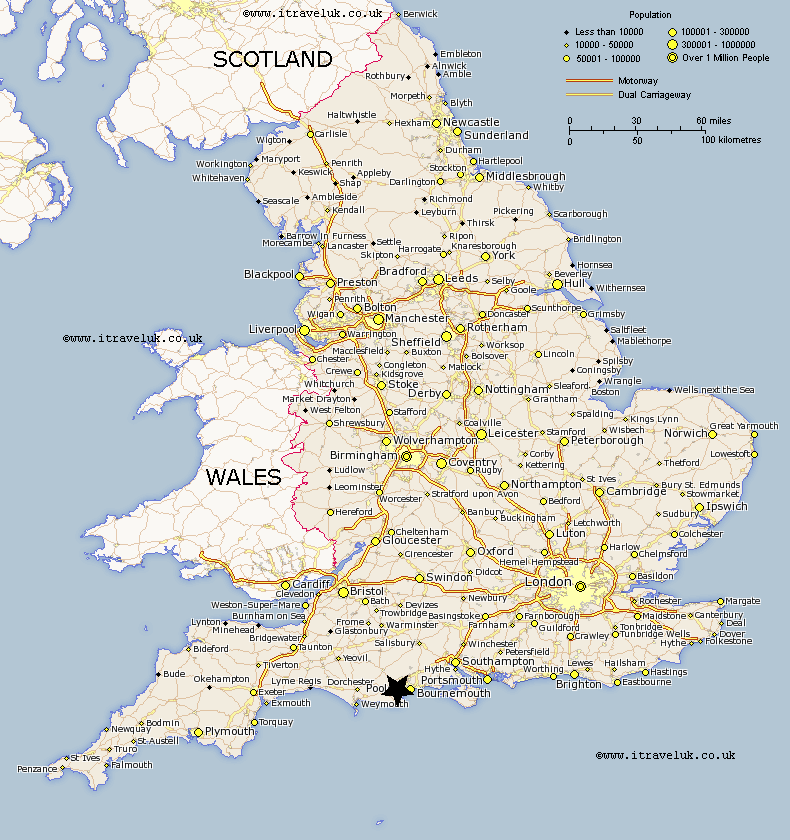 ©www.itraveluk.co.uk
Berwick
Population
Less than 10000
10000 - 50000
50001 - 100000
100001 - 300000
300001 - 1000000
Over 1 Million People
Motorway
Dual Carriageway
0 60 miles
0 50 100 kilometres
SCOTLAND
Embleton
Alnwick
Rothbury
Amble
Morpeth
Blyth
Haltwhistle
Hexham
Newcastle
Carlisle
Sunderland
Wigton
Durham
Maryport
Penrith
Hartlepool
Workington
Stockton
Keswick
Appleby
Whitehaven
Shap
Darlington
Middlesbrough
Whitby
Ambleside
Richmond
Seascale
Kendall
Leyburn
Pickering
Scarborough
Thirsk
Barrow In Furness
Ripon
Bridlington
Morecambe
Lancaster
Settle
Harrogate
Knaresborough
Skipton
York
Hornsea
Blackpool
Bradford
Leeds
Beverley
Preston
Selby
Hull
Withernsea
Goole
Penrith
Bolton
Scunthorpe
Wigan
Manchester
Doncaster
Grimsby
Liverpool
Rotherham
Saltfleet
©www.itraveluk.co.uk
Warrington
Sheffield
Mablethorpe
Worksop
Macclesfield
Buxton
Bolsover
Lincoln
Chester
Congleton
Matlock
Spilsby
Crewe
Kidsgrove
Coningsby
Whitchurch
Stoke
Wrangle
Nottingham
Sleaford
Boston
Wells next the Sea
Market Drayton
Derby
Grantham
West Felton
Stafford
Spalding
Kings Lynn
Shrewsbury
Coalville
Great Yarmouth
Leicester
Stamford
Wisbech
Norwich
Wolverhampton
Peterborough
Birmingham
Corby
Lowestoft
Coventry
Kettering
Thetford
WALES
Ludlow
Rugby
St Ives
Leominster
Northampton
Bury St. Edmunds
Worcester
Stratford upon Avon
Cambridge
Stowmarket
Bedford
Ipswich
Hereford
Banbury
Buckingham
Sudbury
Letchworth
Cheltenham
Luton
Colchester
Gloucester
Harlow
Cirencester
Oxford
Chelmsford
Hemel Hempstead
Didcot
Basildon
Cardiff
Swindon
London
Clevedon
Bristol
Newbury
Weston-Super-Mare
Bath
Devizes
Rochester
Margate
Burnham on Sea
Trowbridge
Basingstoke
Farnborough
Maidstone
Canterbury
Lynton
Frome
Warminster
Farnham
Guildford
Tonbridge
Deal
Minehead
Glastonbury
Crawley
Tunbridge Wells
Dover
Bridgewater
Salisbury
Winchester
Hythe
Folkestone
Bideford
Taunton
Petersfield
Yeovil
Hythe
Southampton
Worthing
Lewes
Hailsham
Hastings
Tiverton
Bude
Okehampton
Lyme Regis
Dorchester
Poo
Portsmouth
Brighton
Eastbourne
Exeter
Bournemouth
Exmouth
Weymouth
Bodmin
Torquay
Newquay
Plymouth
St Austell
Truro
St Ives
Falmouth
Penzance
©www.itraveluk.co.uk